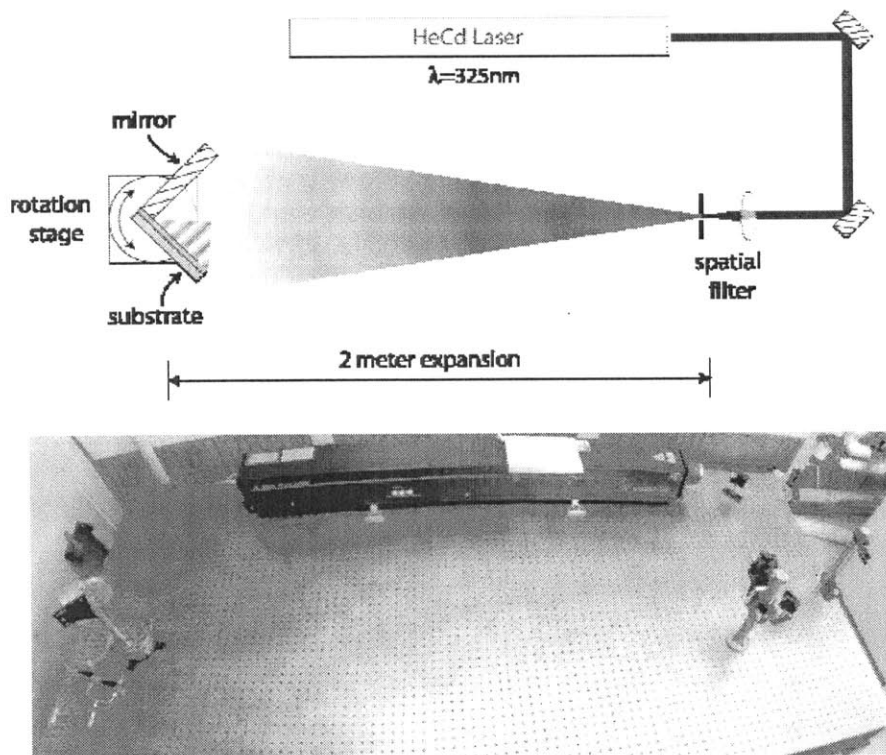 HeCd Laser
λ=325nm
mirror
rotation
stage
substrate
spatial
filter
2 meter expansion